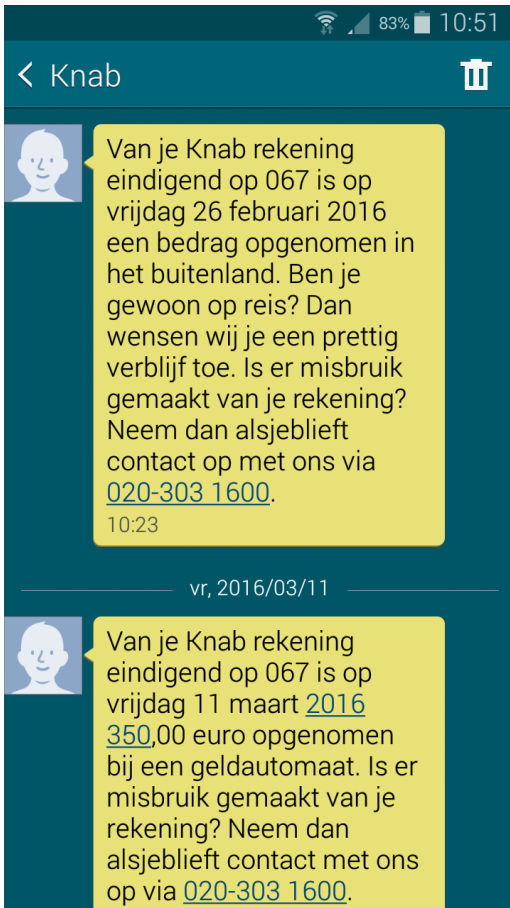 83% 10:51
Knab
Van je Knab rekening
eindigend op 067 is op
vrijdag 26 februari 2016
een bedrag opgenomen in
het buitenland. Ben je
gewoon op reis? Dan
wensen wij je een prettig
verblijf toe. Is er misbruik
gemaakt van je rekening?
Neem dan alsjeblieft
contact op met ons via
020-303 1600.
10:23
vr, 2016/03/11
Van je Knab rekening
eindigend op 067 is op
vrijdag 11 maart 2016
350,00 euro opgenomen
bij een geldautomaat. Is er
misbruik gemaakt van je
rekening? Neem dan
alsjeblieft contact met ons
op via 020-303 1600.